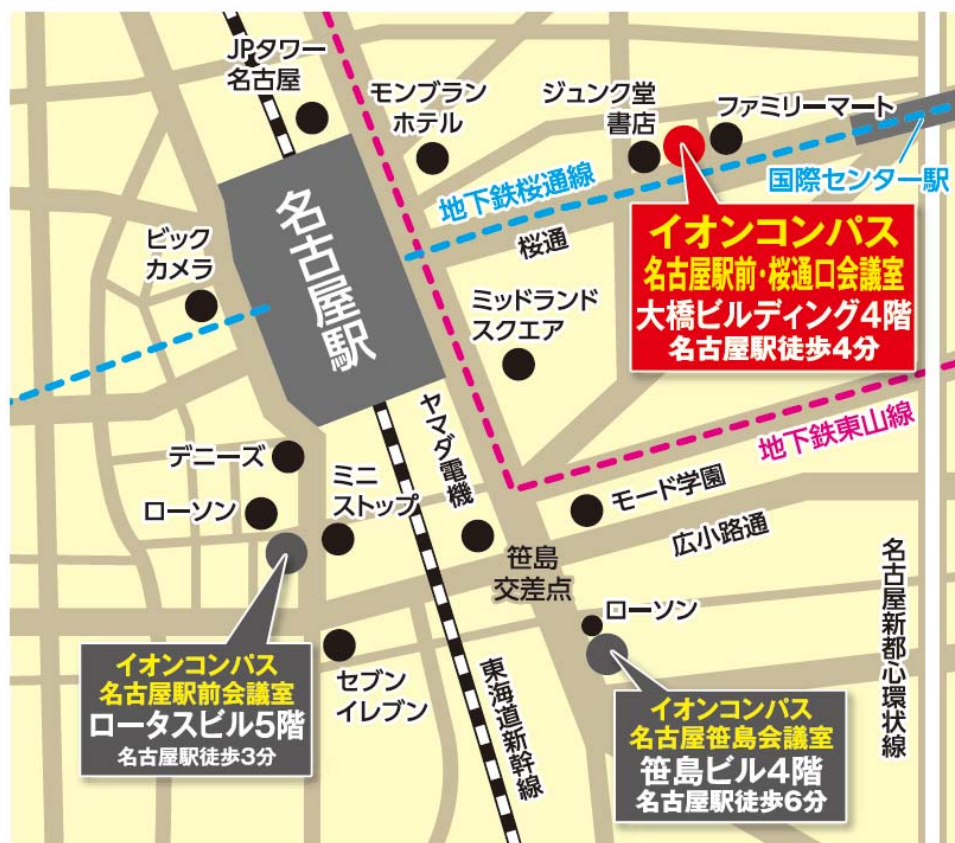 JPタワー
名古屋
モンブラン
ホテル
ジュンク堂
書店
ファミリーマート
国際センター駅
地下鉄桜通線
桜通
名古屋駅
ビック
カメラ
ミッドランド
スクエア
イオンコンパス
名古屋駅前・桜通口会議室
大橋ビルディング4階
名古屋駅徒歩4分
地下鉄東山線
デニーズ
ローソン
ミニ
ストップ
ヤマダ電機
モード学園
広小路通
笹島
交差点
ローソン
名古屋新都心環状線
イオンコンパス
名古屋駅前会議室
ロータスビル5階
名古屋駅徒歩3分
セブン
イレブン
東海道新幹線
イオンコンパス
名古屋笹島会議室
笹島ビル4階
名古屋駅徒歩6分